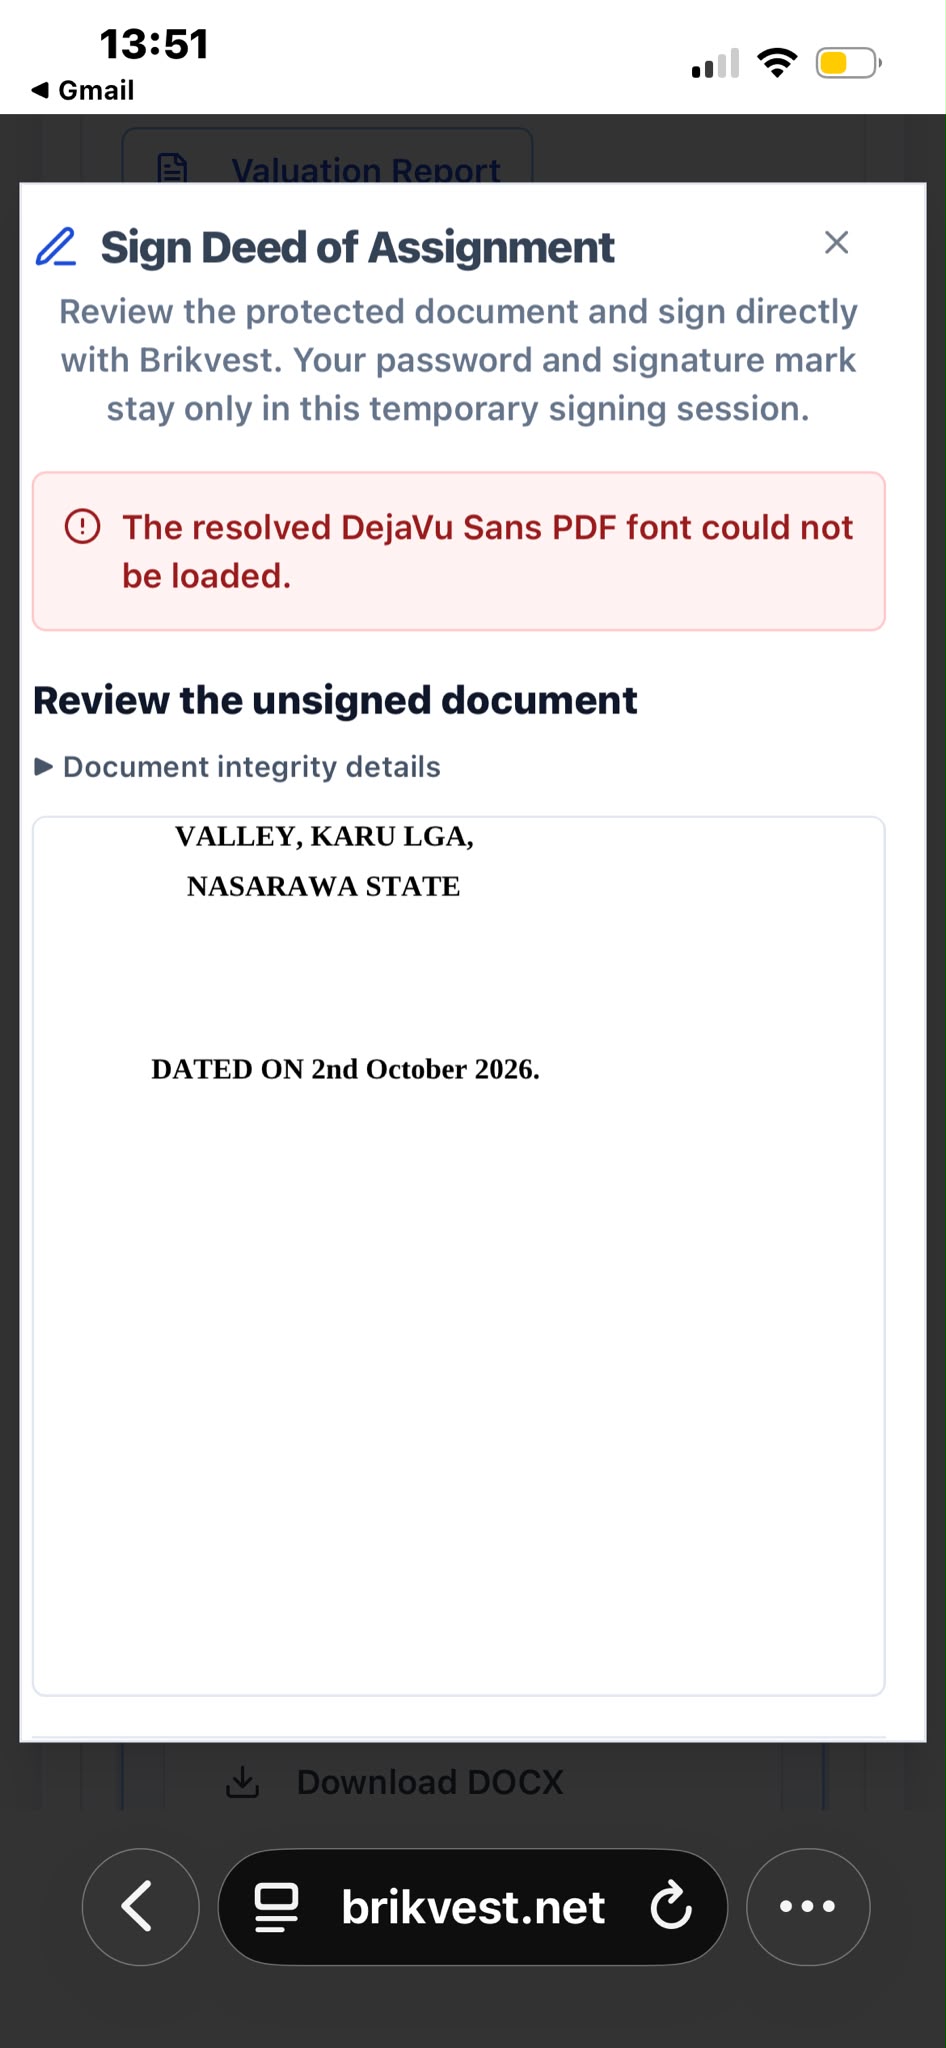 13:51
Gmail
Valuation Report
Sign Deed of Assignment
Review the protected document and sign directly
with Brikvest. Your password and signature mark
stay only in this temporary signing session.
The resolved DejaVu Sans PDF font could not
be loaded.
Review the unsigned document
Document integrity details
VALLEY, KARU LGA,
NASARAWA STATE
DATED ON 2nd October 2026.
Download DOCX
brikvest.net